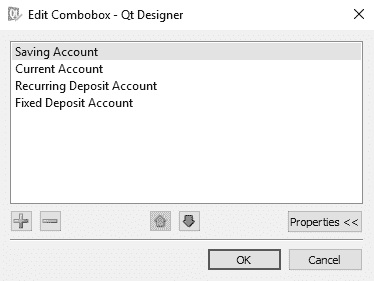 Edit Combobox - Qt Designer
Saving Account
Current Account
Recurring Deposit Account
Fixed Deposit Account
Properties <<
OK
Cancel